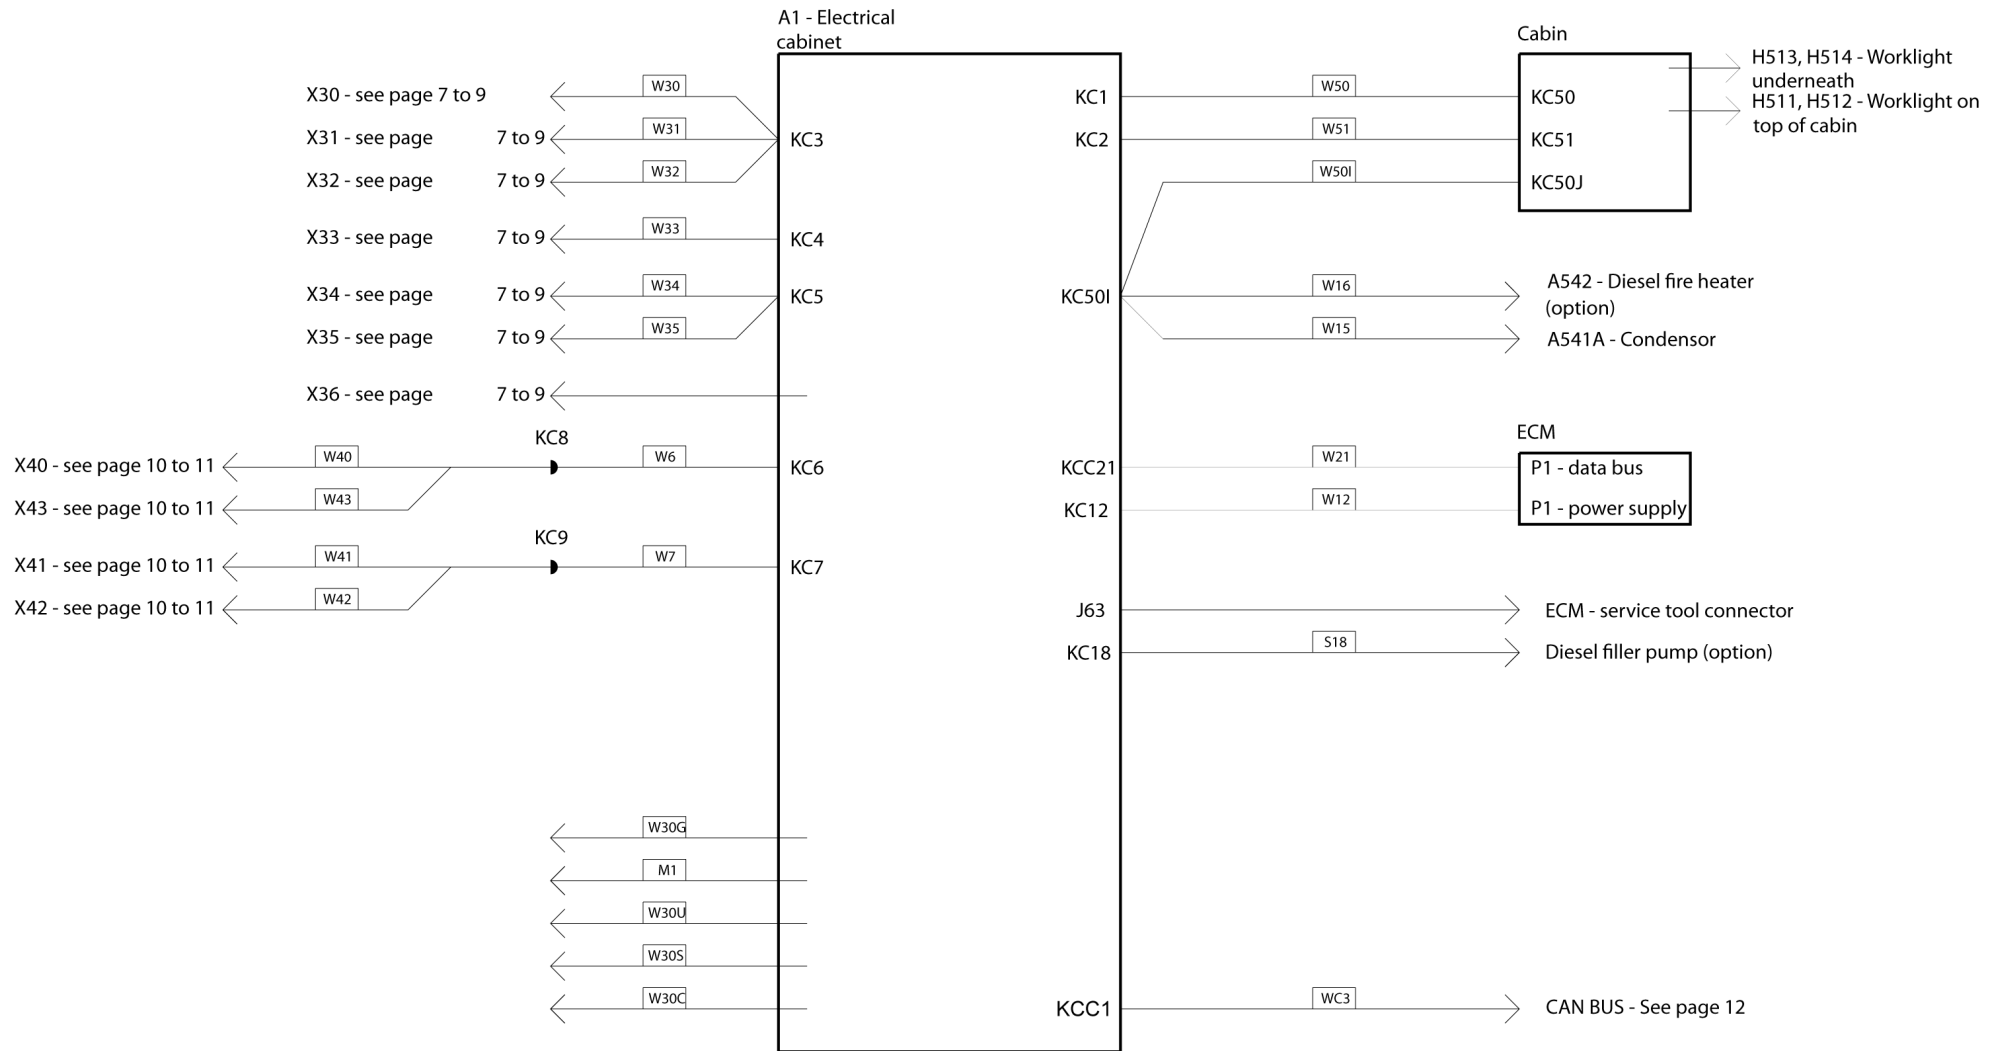 A1 - Electrical
cabinet
Cabin
H513, H514 - Worklight
underneath
H511, H512 - Worklight on
top of cabin
X30 - see page 7 to 9
W30
KC1
W50
KC50
X31 - see page 7 to 9
W31
KC3
KC2
W51
KC51
X32 - see page 7 to 9
W32
W50I
KC50J
X33 - see page 7 to 9
W33
KC4
X34 - see page 7 to 9
W34
KC5
KC50I
W16
A542 - Diesel fire heater
(option)
X35 - see page 7 to 9
W35
W15
A541A - Condensor
X36 - see page 7 to 9
ECM
KC8
X40 - see page 10 to 11
W40
W6
KC6
KCC21
W21
P1 - data bus
X43 - see page 10 to 11
W43
KC12
W12
P1 - power supply
KC9
X41 - see page 10 to 11
W41
W7
KC7
X42 - see page 10 to 11
W42
J63
ECM - service tool connector
KC18
S18
Diesel filler pump (option)
W30G
M1
W30U
W30S
W30C
KCC1
WC3
CAN BUS - See page 12